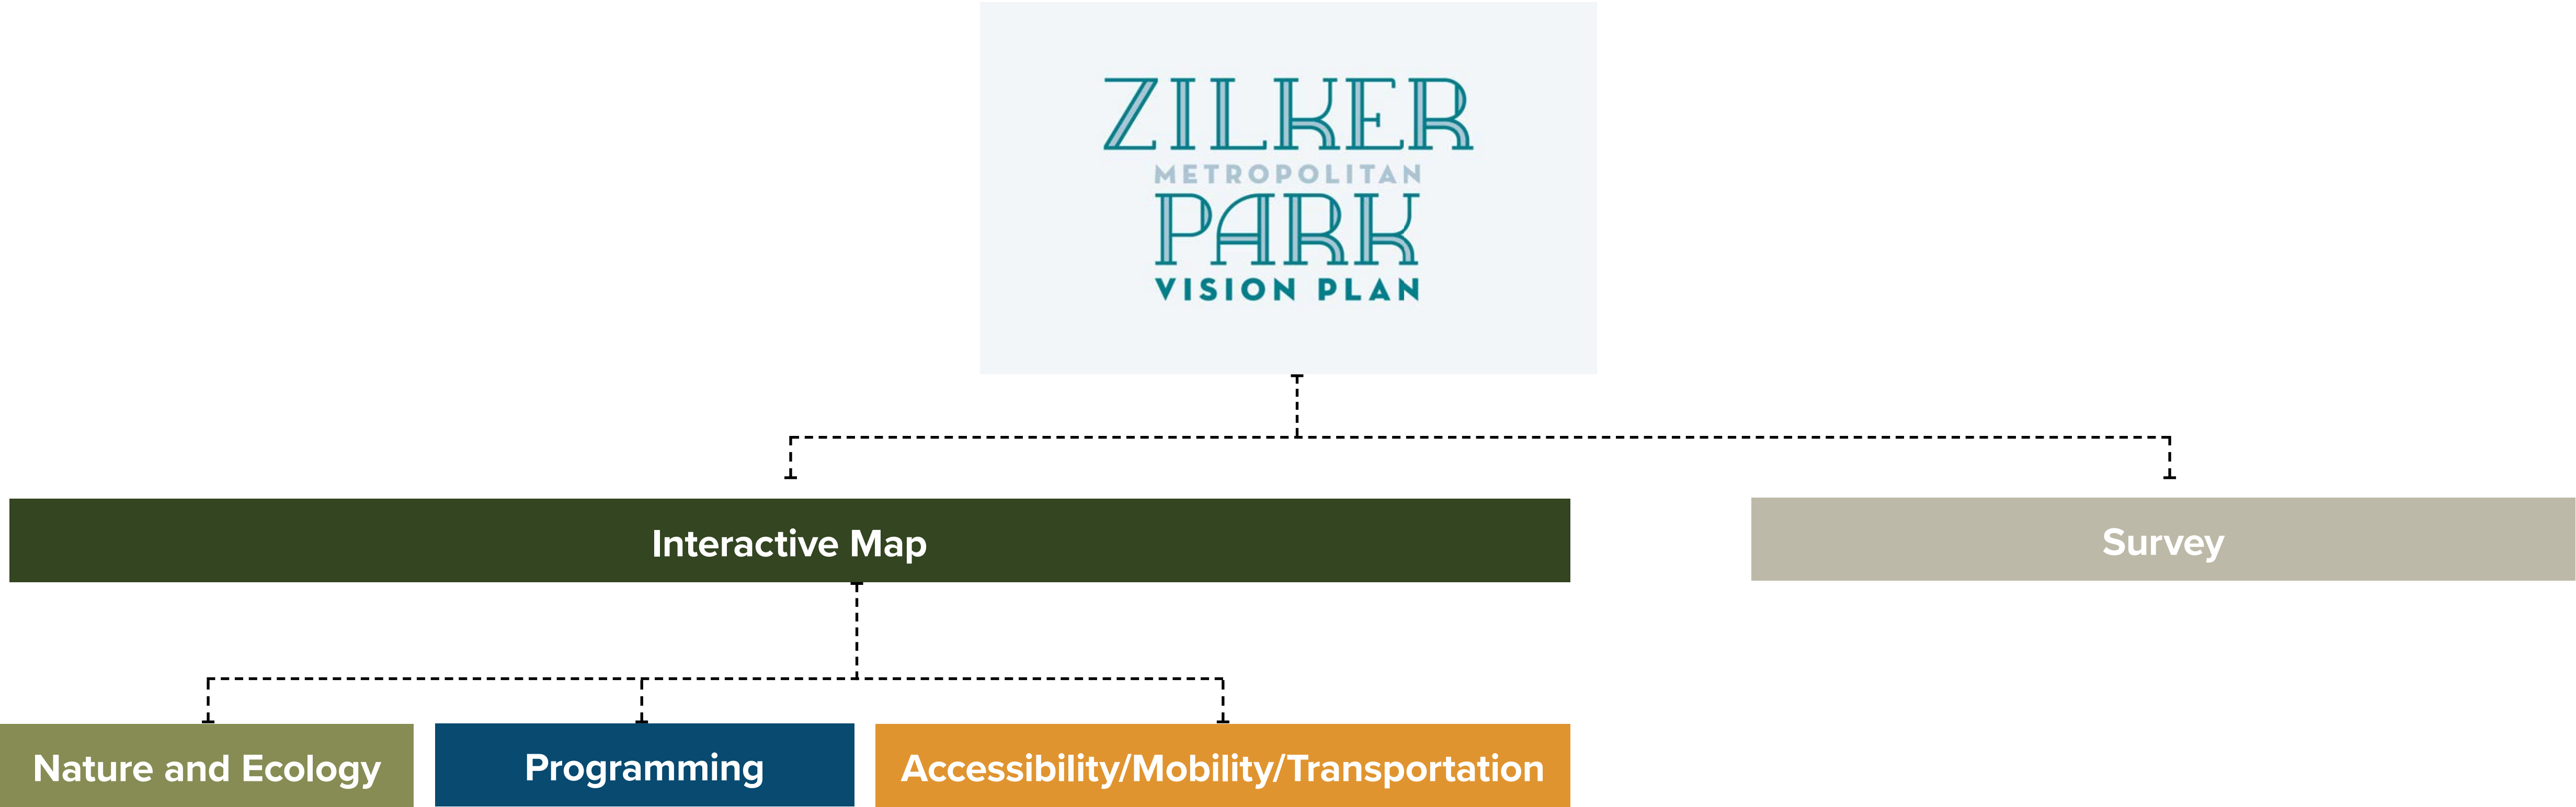 ZILKER
METROPOLITAN
PARK
VISION PLAN
Interactive Map
Survey
Nature and Ecology
Programming
Accessibility/Mobility/Transportation